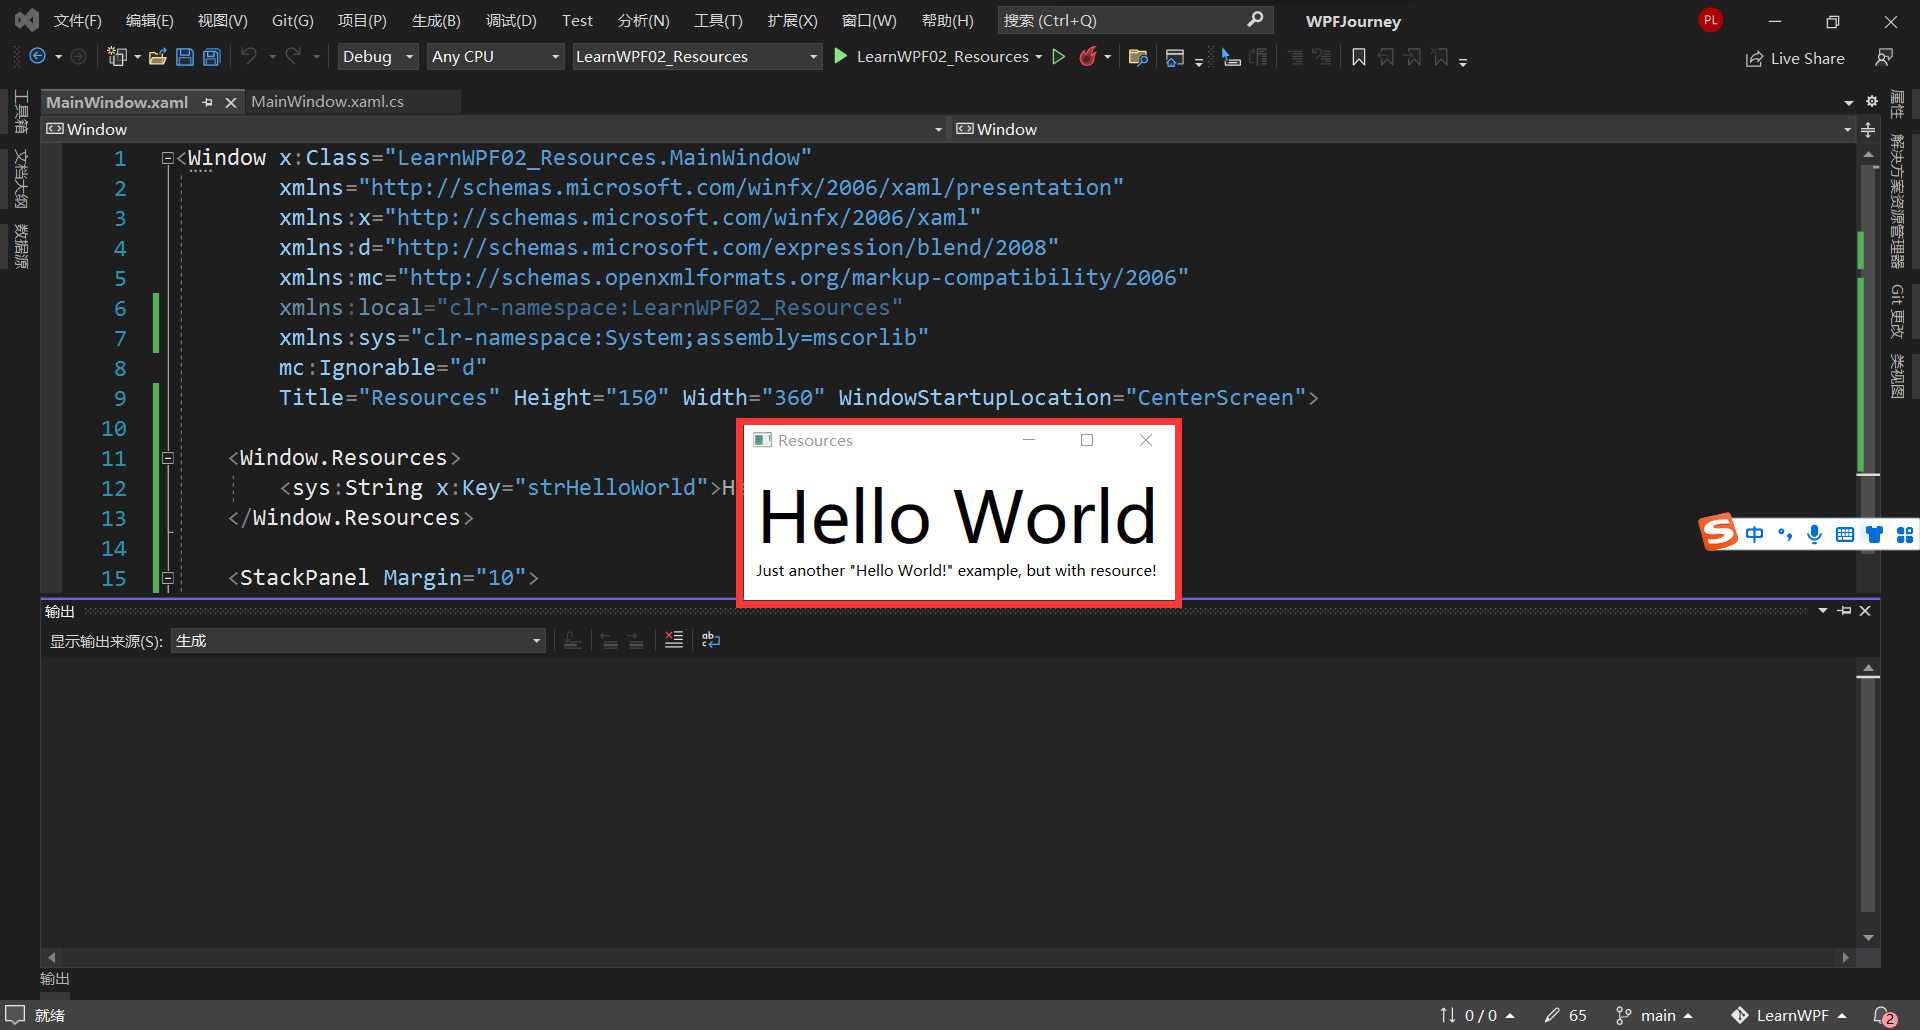 文件(F) 编辑(E) 视图(V) Git(G) 项目(P) 生成(B) 调试(D) Test 分析(N) 工具(T) 扩展(X) 窗口(W) 帮助(H) 搜索 (Ctrl+Q) WPFJourney PL
Debug Any CPU LearnWPF02_Resources LearnWPF02_Resources Live Share
工具箱
文档大纲
数据源
MainWindow.xaml MainWindow.xaml.cs
Window Window
1 <Window x:Class="LearnWPF02_Resources.MainWindow"
2 xmlns="http://schemas.microsoft.com/winfx/2006/xaml/presentation"
3 xmlns:x="http://schemas.microsoft.com/winfx/2006/xaml"
4 xmlns:d="http://schemas.microsoft.com/expression/blend/2008"
5 xmlns:mc="http://schemas.openxmlformats.org/markup-compatibility/2006"
6 xmlns:local="clr-namespace:LearnWPF02_Resources"
7 xmlns:sys="clr-namespace:System;assembly=mscorlib"
8 mc:Ignorable="d"
9 Title="Resources" Height="150" Width="360" WindowStartupLocation="CenterScreen">
10
11 <Window.Resources>
12 <sys:String x:Key="strHelloWorld">H
13 </Window.Resources>
14
15 <StackPanel Margin="10">
Resources
Hello World
Just another "Hello World!" example, but with resource!
属性
解决方案资源管理器
Git 更改
类视图
S 中
输出
显示输出来源(S): 生成
输出
就绪 0 / 0 65 main LearnWPF 2